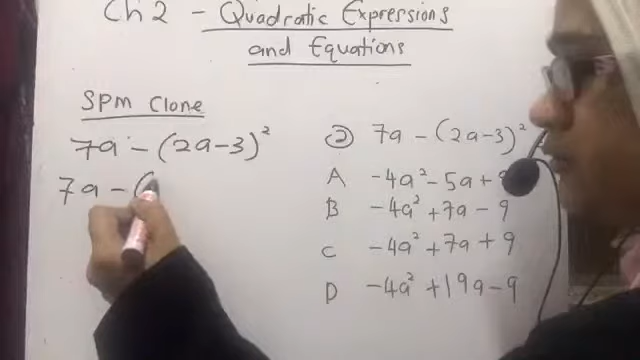 Ch 2 - Quadratic Expressions
and Equations
SPM Clone
7a - (2a-3)²
7a - (
② 7a - (2a-3)²
A -4a² - 5a +
B -4a² + 7a - 9
C -4a² + 7a + 9
D -4a² + 19a - 9